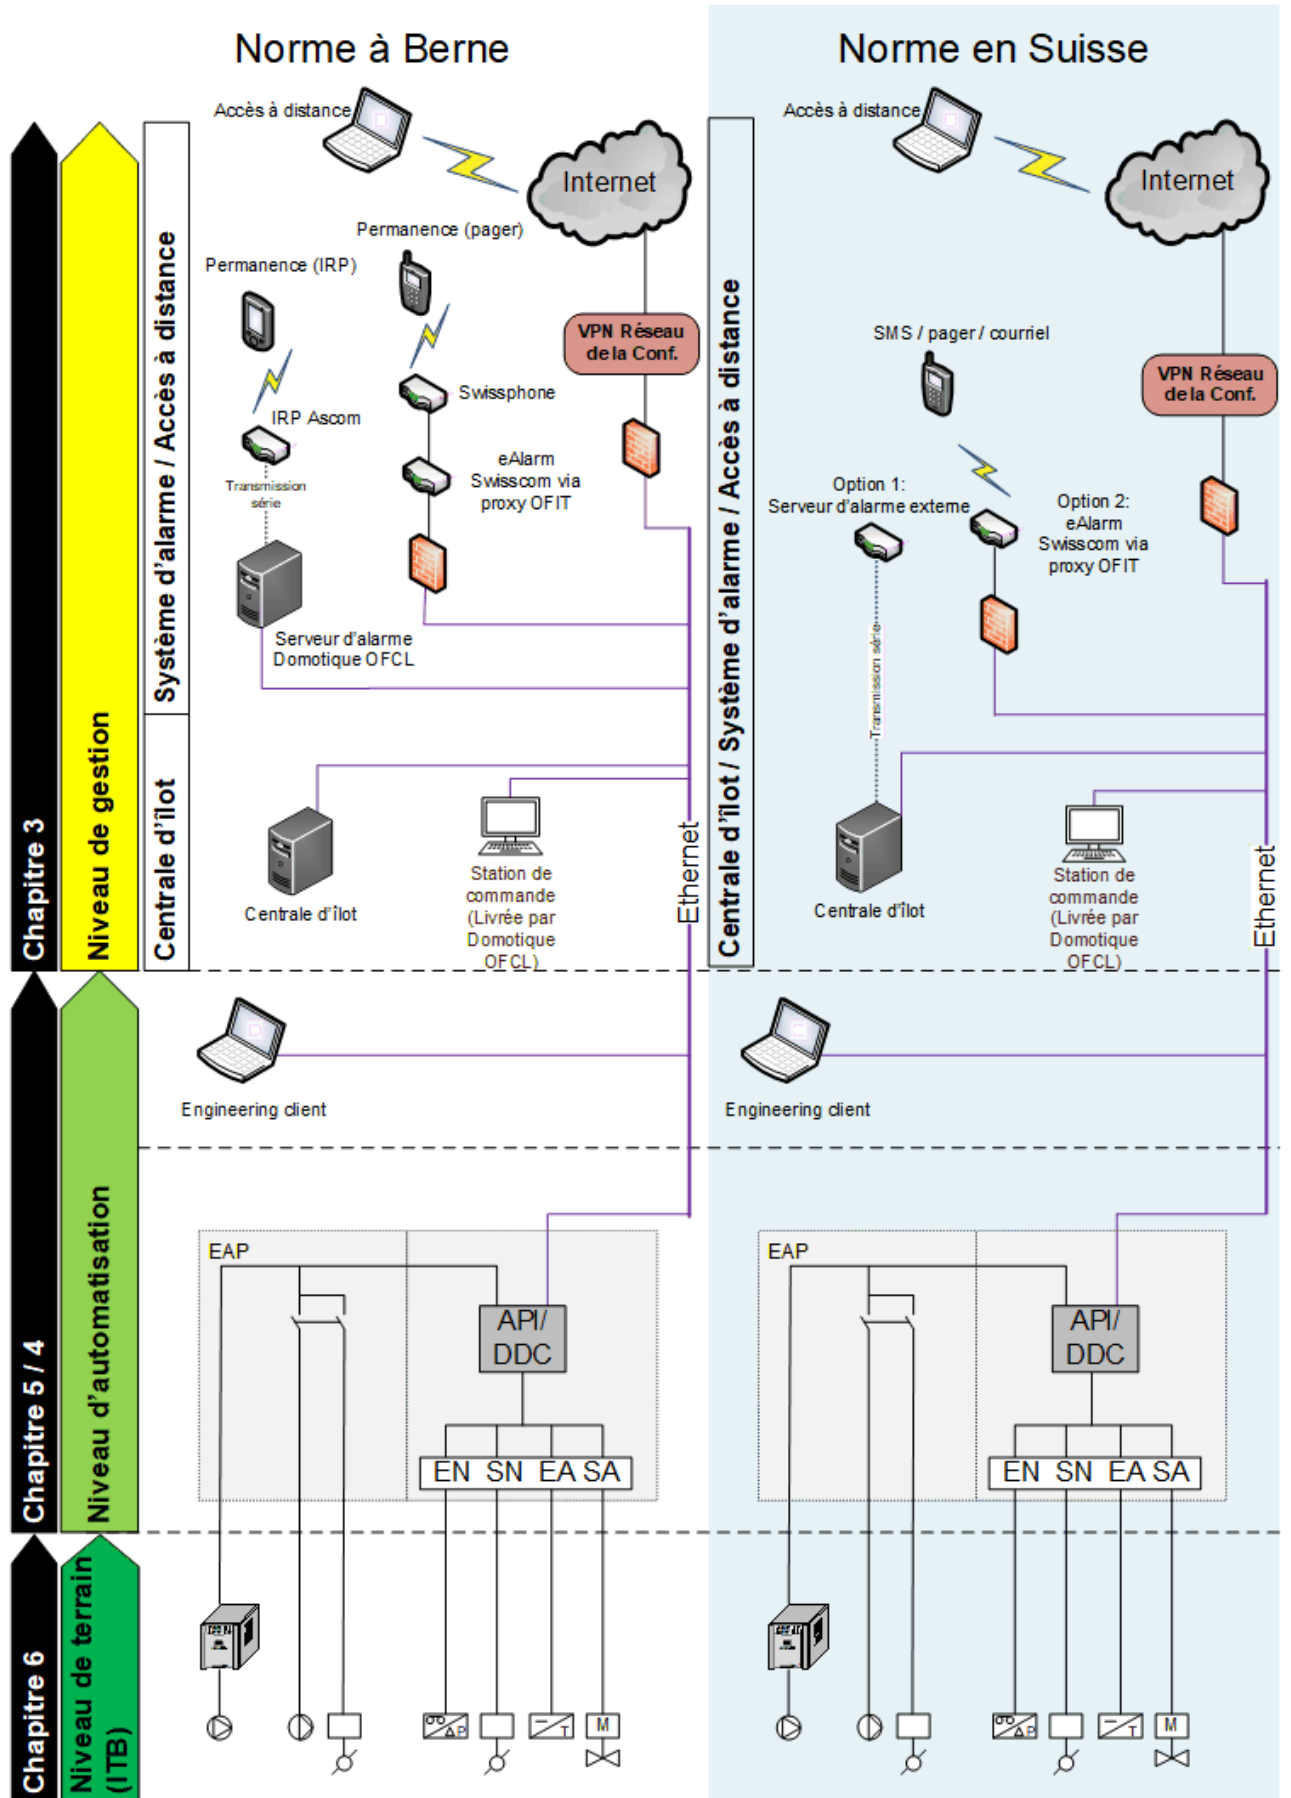 Norme à Berne
Norme en Suisse
Accès à distance
Internet
Permanence (pager)
Permanence (IRP)
VPN Réseau
de la Conf.
Swissphone
IRP Ascom
eAlarm
Swisscom via
proxy OFIT
Transmission
série
Serveur d'alarme
Domotique OFCL
Centrale d'îlot
Station de
commande
(Livrée par
Domotique
OFCL)
Ethernet
Engineering client
EAP
API/
DDC
EN SN EA SA
ΔP
T
M
Accès à distance
Internet
SMS / pager / courriel
VPN Réseau
de la Conf.
Option 1:
Serveur d'alarme externe
Option 2:
eAlarm
Swisscom via
proxy OFIT
Transmission série
Centrale d'îlot
Station de
commande
(Livrée par
Domotique
OFCL)
Ethernet
Engineering client
EAP
API/
DDC
EN SN EA SA
ΔP
T
M
Chapitre 3
Niveau de gestion
Système d'alarme / Accès à distance
Centrale d'îlot
Centrale d'îlot / Système d'alarme / Accès à distance
Chapitre 5 / 4
Niveau d'automatisation
Chapitre 6
Niveau de terrain
(ITB)